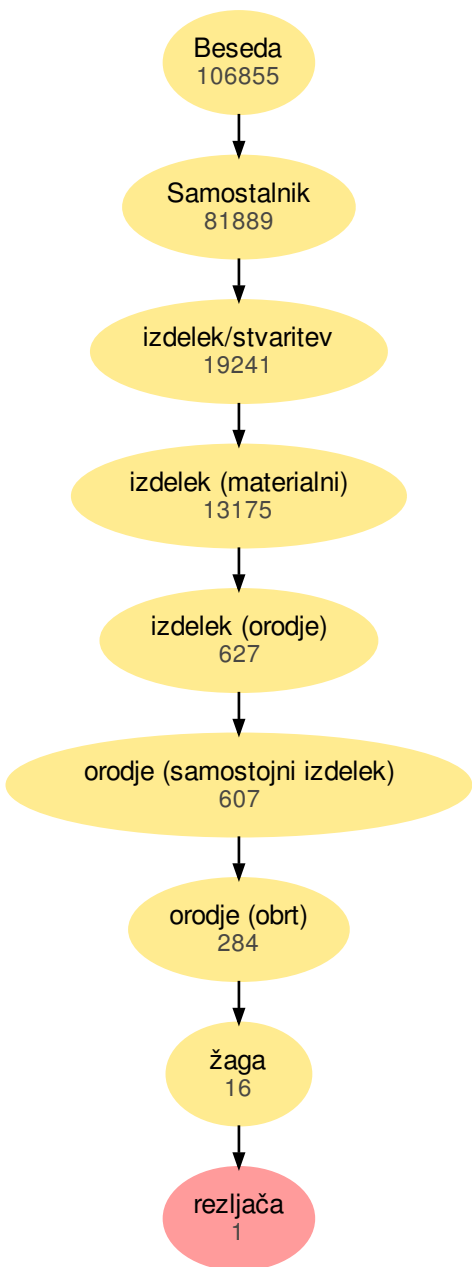 Beseda
106855
Samostalnik
81889
izdelek/stvaritev
19241
izdelek (materialni)
13175
izdelek (orodje)
627
orodje (samostojni izdelek)
607
orodje (obrt)
284
žaga
16
rezljača
1